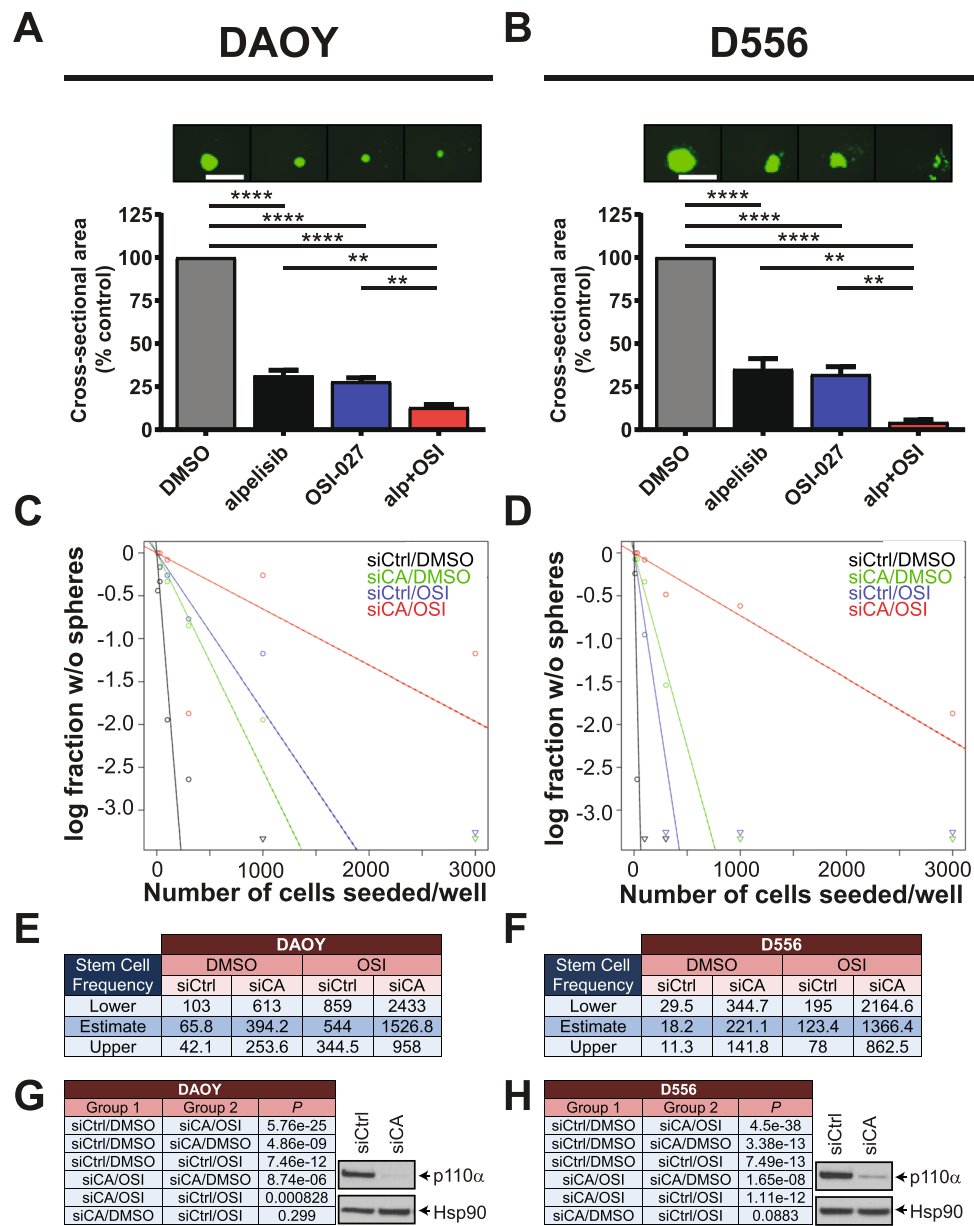 A
DAOY
B
D556
****
****
****
**
**
Cross-sectional area
(% control)
125
100
75
50
25
0
DMSO
alpelisib
OSI-027
alp+OSI
****
****
****
**
**
Cross-sectional area
(% control)
125
100
75
50
25
0
DMSO
alpelisib
OSI-027
alp+OSI
C
log fraction w/o spheres
0
-0.5
-1.0
-1.5
-2.0
-2.5
-3.0
siCtrl/DMSO
siCA/DMSO
siCtrl/OSI
siCA/OSI
0 1000 2000 3000
Number of cells seeded/well
D
log fraction w/o spheres
0
-0.5
-1.0
-1.5
-2.0
-2.5
-3.0
siCtrl/DMSO
siCA/DMSO
siCtrl/OSI
siCA/OSI
0 1000 2000 3000
Number of cells seeded/well
E
DAOY
Stem Cell Frequency DMSO OSI
siCtrl siCA siCtrl siCA
Lower 103 613 859 2433
Estimate 65.8 394.2 544 1526.8
Upper 42.1 253.6 344.5 958
F
D556
Stem Cell Frequency DMSO OSI
siCtrl siCA siCtrl siCA
Lower 29.5 344.7 195 2164.6
Estimate 18.2 221.1 123.4 1366.4
Upper 11.3 141.8 78 862.5
G
DAOY
Group 1 Group 2 P
siCtrl/DMSO siCA/OSI 5.76e-25
siCtrl/DMSO siCA/DMSO 4.86e-09
siCtrl/DMSO siCtrl/OSI 7.46e-12
siCA/OSI siCA/DMSO 8.74e-06
siCA/OSI siCtrl/OSI 0.000828
siCA/DMSO siCtrl/OSI 0.299
siCtrl
siCA
p110α
Hsp90
H
D556
Group 1 Group 2 P
siCtrl/DMSO siCA/OSI 4.5e-38
siCtrl/DMSO siCA/DMSO 3.38e-13
siCtrl/DMSO siCtrl/OSI 7.49e-13
siCA/OSI siCA/DMSO 1.65e-08
siCA/OSI siCtrl/OSI 1.11e-12
siCA/DMSO siCtrl/OSI 0.0883
siCtrl
siCA
p110α
Hsp90